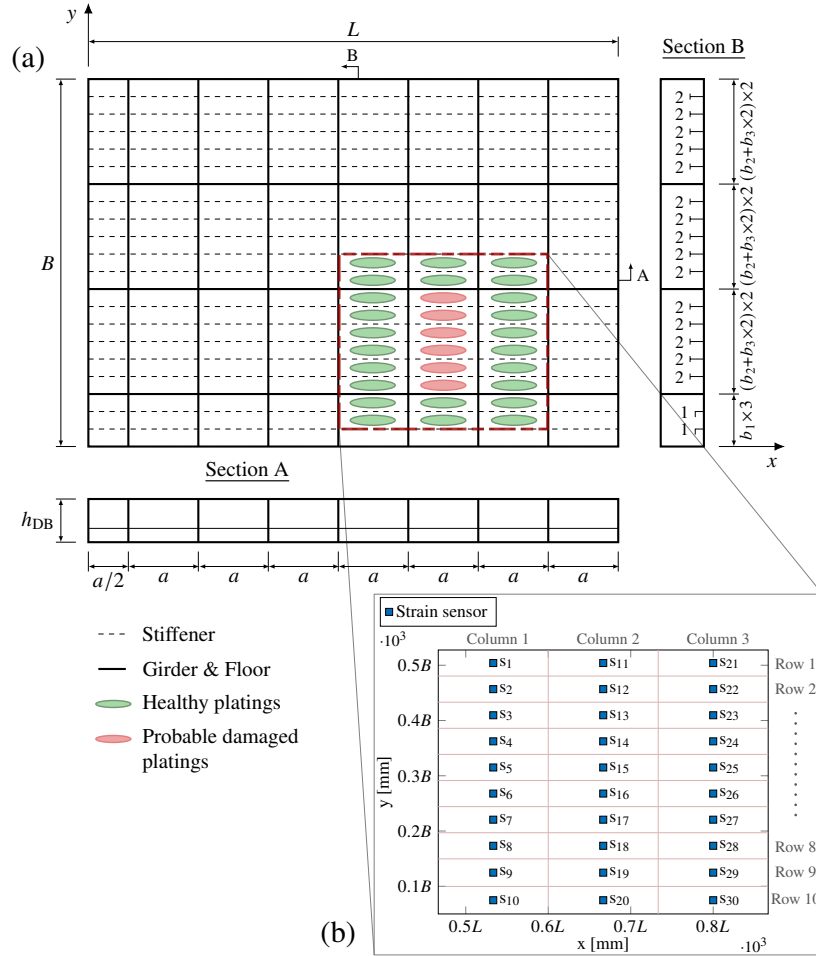 y
L
(a)
B
Section B
B
A
2
2
2
2
2
(b₂+b₃×2)×2
2
2
2
2
2
(b₂+b₃×2)×2
2
2
2
2
2
(b₂+b₃×2)×2
1
1
b₁×3
x
Section A
h_DB
a/2 a a a a a a a
Stiffener
Girder & Floor
Healthy platings
Probable damaged
platings
Strain sensor
·10³ Column 1 Column 2 Column 3
0.5B s₁ s₁₁ s₂₁ Row 1
s₂ s₁₂ s₂₂ Row 2
0.4B s₃ s₁₃ s₂₃
s₄ s₁₄ s₂₄
0.3B s₅ s₁₅ s₂₅
y [mm]
s₆ s₁₆ s₂₆
0.2B s₇ s₁₇ s₂₇
s₈ s₁₈ s₂₈ Row 8
0.1B s₉ s₁₉ s₂₉ Row 9
s₁₀ s₂₀ s₃₀ Row 10
0.5L 0.6L 0.7L 0.8L
x [mm] ·10³
(b)